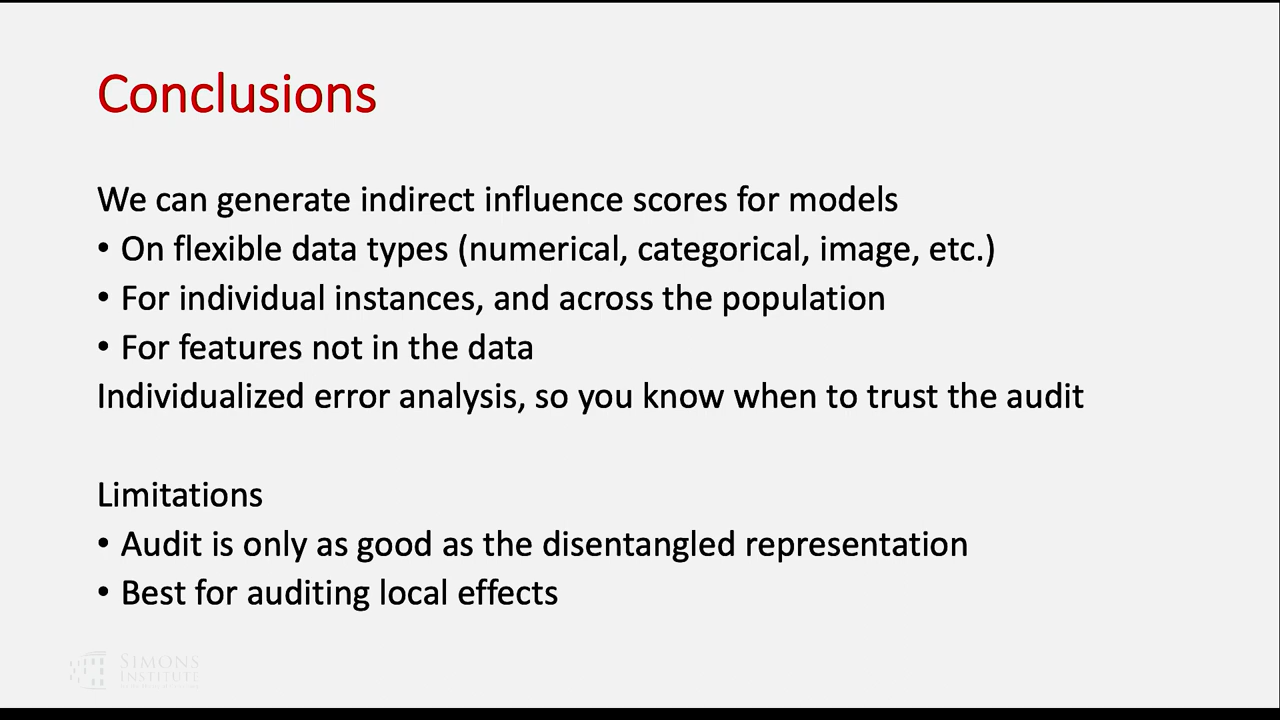 Conclusions
We can generate indirect influence scores for models
• On flexible data types (numerical, categorical, image, etc.)
• For individual instances, and across the population
• For features not in the data
Individualized error analysis, so you know when to trust the audit
Limitations
• Audit is only as good as the disentangled representation
• Best for auditing local effects
SIMONS
INSTITUTE